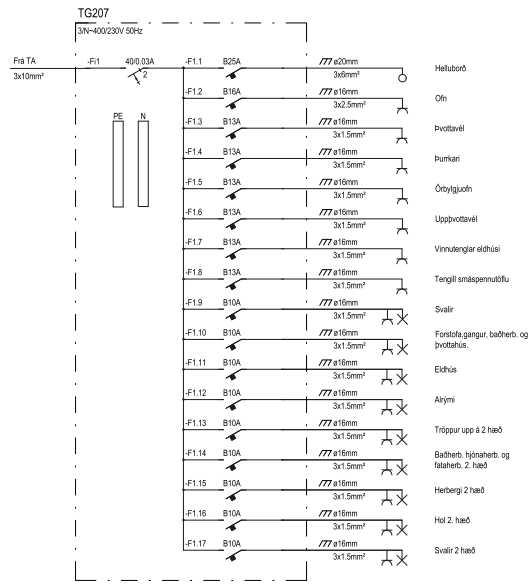 TG207
3/N~400/230V 50Hz
Frá TA
3x10mm²
-Fi1
40/0.03A
2
PE
N
-F1.1 B25A ø20mm Helluborð
3x6mm²
-F1.2 B16A ø16mm Ofn
3x2.5mm²
-F1.3 B13A ø16mm Þvottavél
3x1.5mm²
-F1.4 B13A ø16mm Þurrkari
3x1.5mm²
-F1.5 B13A ø16mm Örbylgjuofn
3x1.5mm²
-F1.6 B13A ø16mm Uppþvottavél
3x1.5mm²
-F1.7 B13A ø16mm Vinnutenglar eldhúsi
3x1.5mm²
-F1.8 B13A ø16mm Tengill smáspennutöflu
3x1.5mm²
-F1.9 B10A ø16mm Svalir
3x1.5mm²
-F1.10 B10A ø16mm Forstofa,gangur, baðherb. og
3x1.5mm² þvottahús.
-F1.11 B10A ø16mm Eldhús
3x1.5mm²
-F1.12 B10A ø16mm Alrými
3x1.5mm²
-F1.13 B10A ø16mm Tröppur upp á 2 hæð
3x1.5mm²
-F1.14 B10A ø16mm Baðherb. hjónaherb. og
3x1.5mm² fataherb. 2. hæð
-F1.15 B10A ø16mm Herbergi 2 hæð
3x1.5mm²
-F1.16 B10A ø16mm Hol 2. hæð
3x1.5mm²
-F1.17 B10A ø16mm Svalir 2 hæð
3x1.5mm²